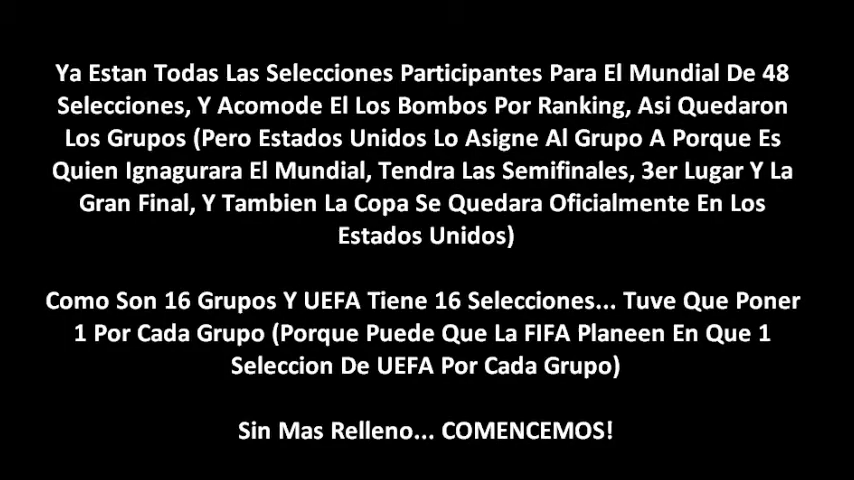 Ya Estan Todas Las Selecciones Participantes Para El Mundial De 48
Selecciones, Y Acomode El Los Bombos Por Ranking, Asi Quedaron
Los Grupos (Pero Estados Unidos Lo Asigne Al Grupo A Porque Es
Quien Ignagurara El Mundial, Tendra Las Semifinales, 3er Lugar Y La
Gran Final, Y Tambien La Copa Se Quedara Oficialmente En Los
Estados Unidos)
Como Son 16 Grupos Y UEFA Tiene 16 Selecciones... Tuve Que Poner
1 Por Cada Grupo (Porque Puede Que La FIFA Planeen En Que 1
Seleccion De UEFA Por Cada Grupo)
Sin Mas Relleno... COMENCEMOS!